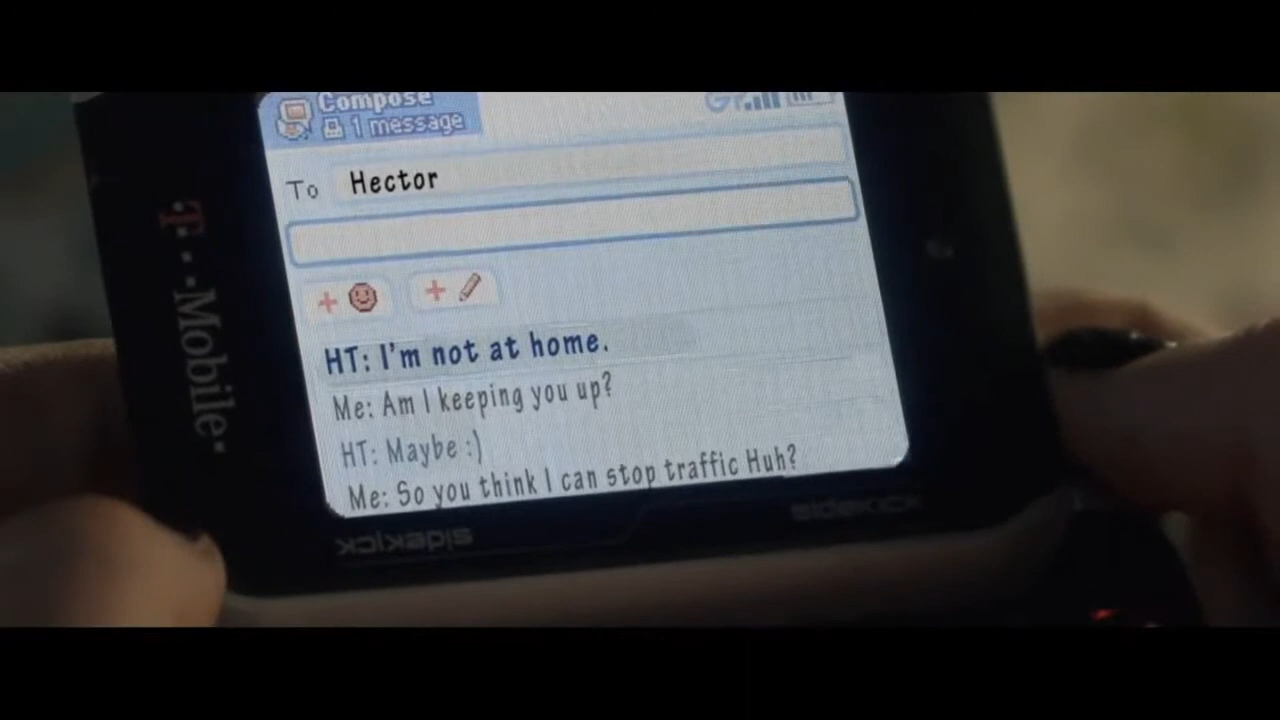 Compose
1 message
To Hector
HT: I'm not at home.
Me: Am I keeping you up?
HT: Maybe :)
Me: So you think I can stop traffic Huh?
T··Mobile·
sidekick
sidekick